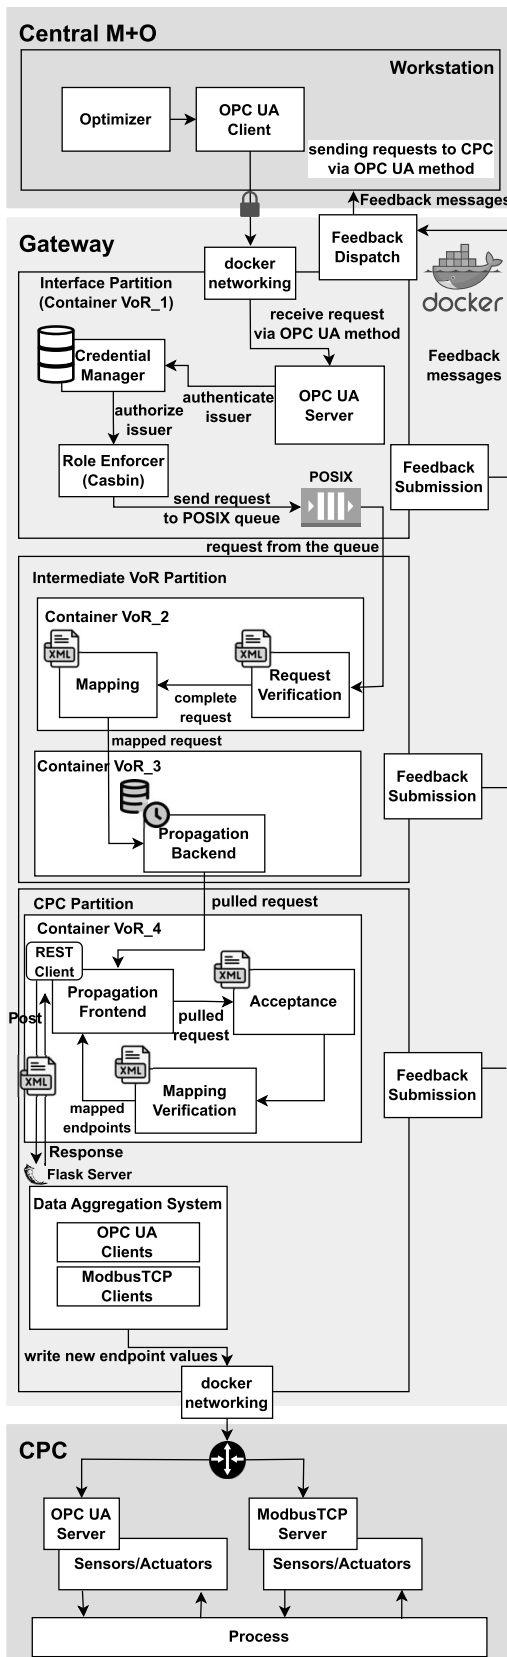 Central M+O
Workstation
Optimizer
OPC UA
Client
sending requests to CPC
via OPC UA method
Feedback messages
Gateway
Feedback
Dispatch
docker
networking
docker
Interface Partition
(Container VoR_1)
receive request
via OPC UA method
Feedback
messages
Credential
Manager
authenticate
issuer
OPC UA
Server
authorize
issuer
Role Enforcer
(Casbin)
send request
to POSIX queue
POSIX
Feedback
Submission
request from the queue
Intermediate VoR Partition
Container VoR_2
XML
XML
Mapping
Request
Verification
complete
request
mapped request
Container VoR_3
Feedback
Submission
Propagation
Backend
pulled request
CPC Partition
Container VoR_4
REST
Client
XML
Propagation
Frontend
pulled
request
Acceptance
Post
XML
XML
Mapping
Verification
mapped
endpoints
Feedback
Submission
Response
Flask Server
Data Aggregation System
OPC UA
Clients
ModbusTCP
Clients
write new endpoint values
docker
networking
CPC
OPC UA
Server
ModbusTCP
Server
Sensors/Actuators
Sensors/Actuators
Process